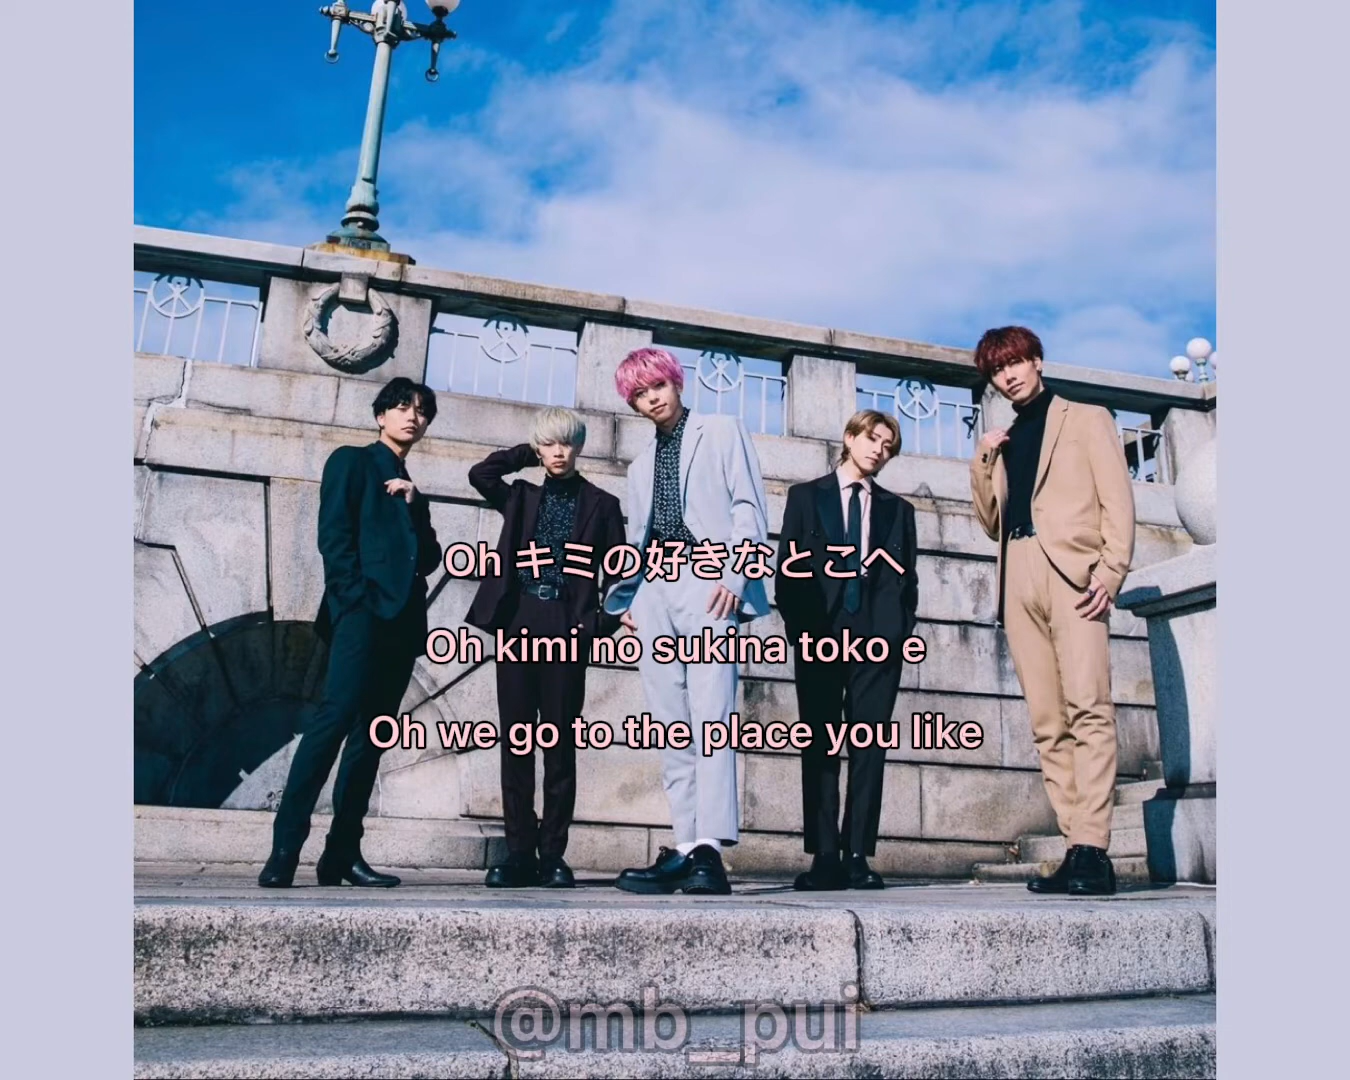 Oh キミの好きなとこへ
Oh kimi no sukina toko e
Oh we go to the place you like
@mb_pui